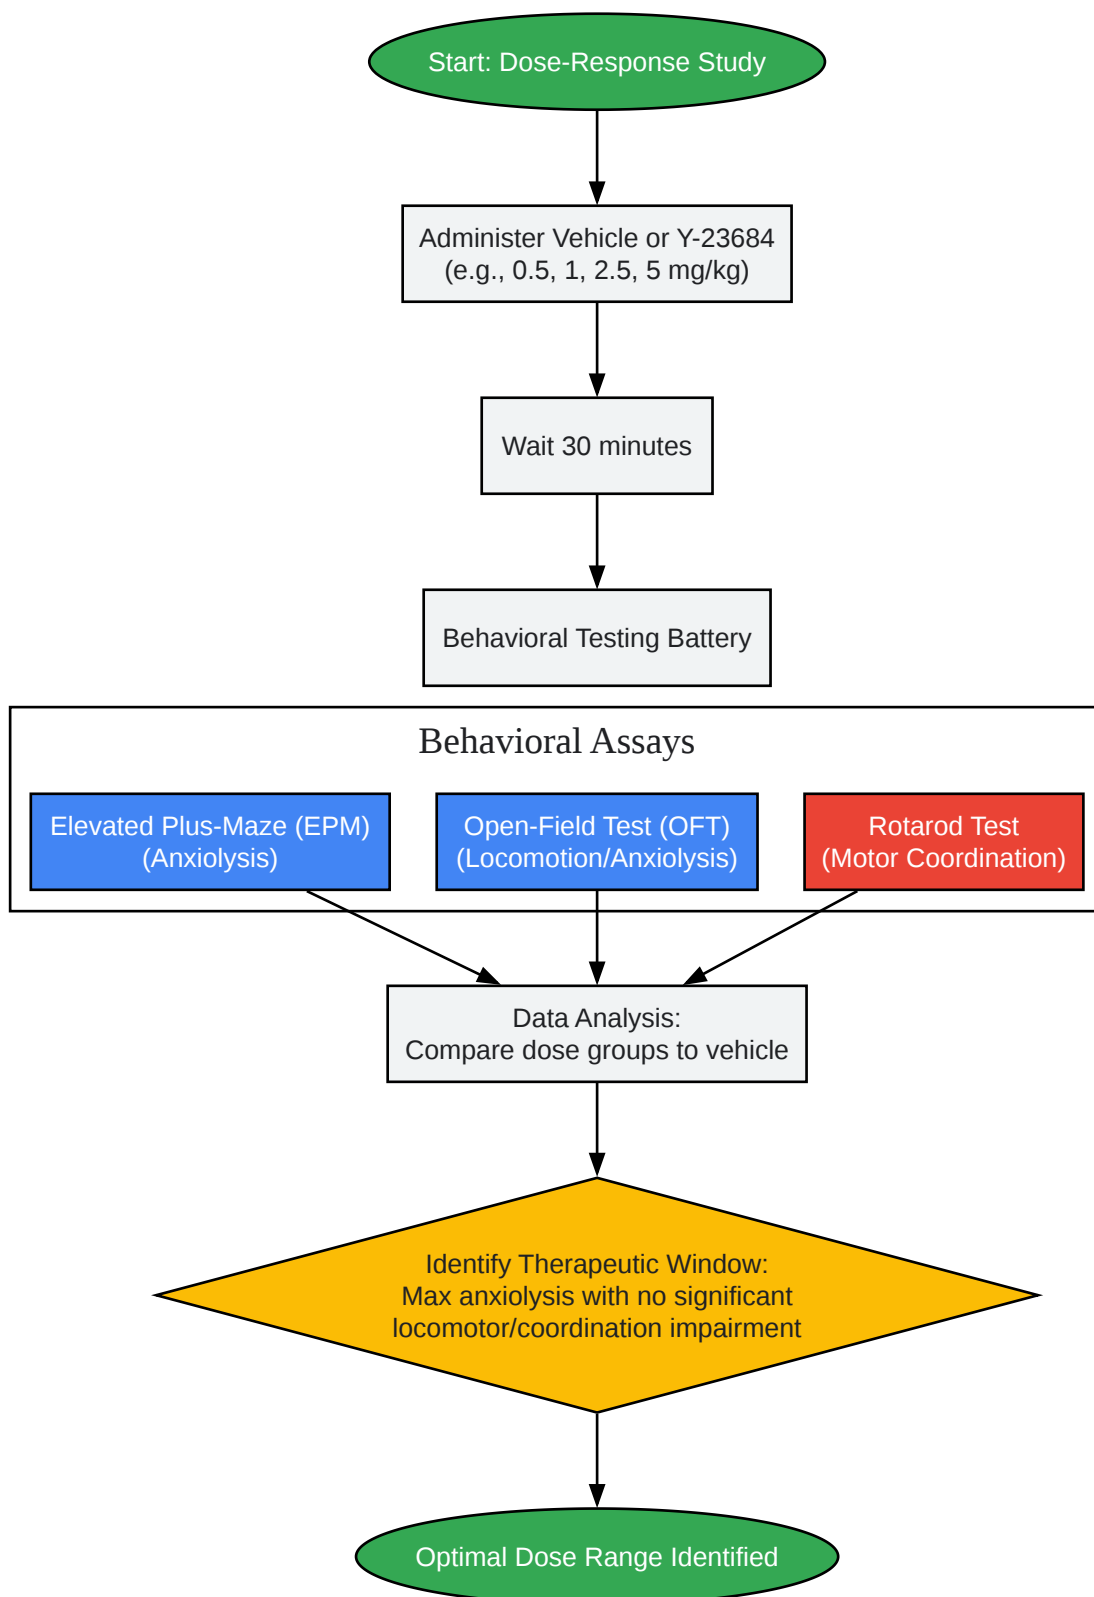 Start: Dose-Response Study
Administer Vehicle or Y-23684
(e.g., 0.5, 1, 2.5, 5 mg/kg)
Wait 30 minutes
Behavioral Testing Battery
Behavioral Assays
Elevated Plus-Maze (EPM)
(Anxiolysis)
Open-Field Test (OFT)
(Locomotion/Anxiolysis)
Rotarod Test
(Motor Coordination)
Data Analysis:
Compare dose groups to vehicle
Identify Therapeutic Window:
Max anxiolysis with no significant
locomotor/coordination impairment
Optimal Dose Range Identified